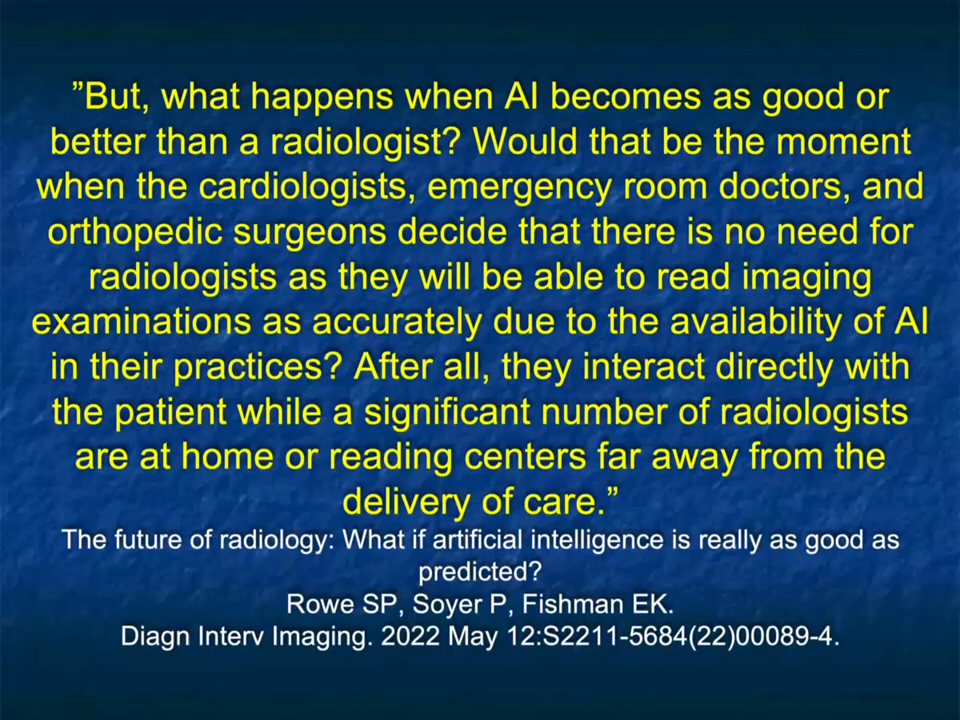 ”But, what happens when AI becomes as good or
better than a radiologist? Would that be the moment
when the cardiologists, emergency room doctors, and
orthopedic surgeons decide that there is no need for
radiologists as they will be able to read imaging
examinations as accurately due to the availability of AI
in their practices? After all, they interact directly with
the patient while a significant number of radiologists
are at home or reading centers far away from the
delivery of care.”
The future of radiology: What if artificial intelligence is really as good as
predicted?
Rowe SP, Soyer P, Fishman EK.
Diagn Interv Imaging. 2022 May 12:S2211-5684(22)00089-4.